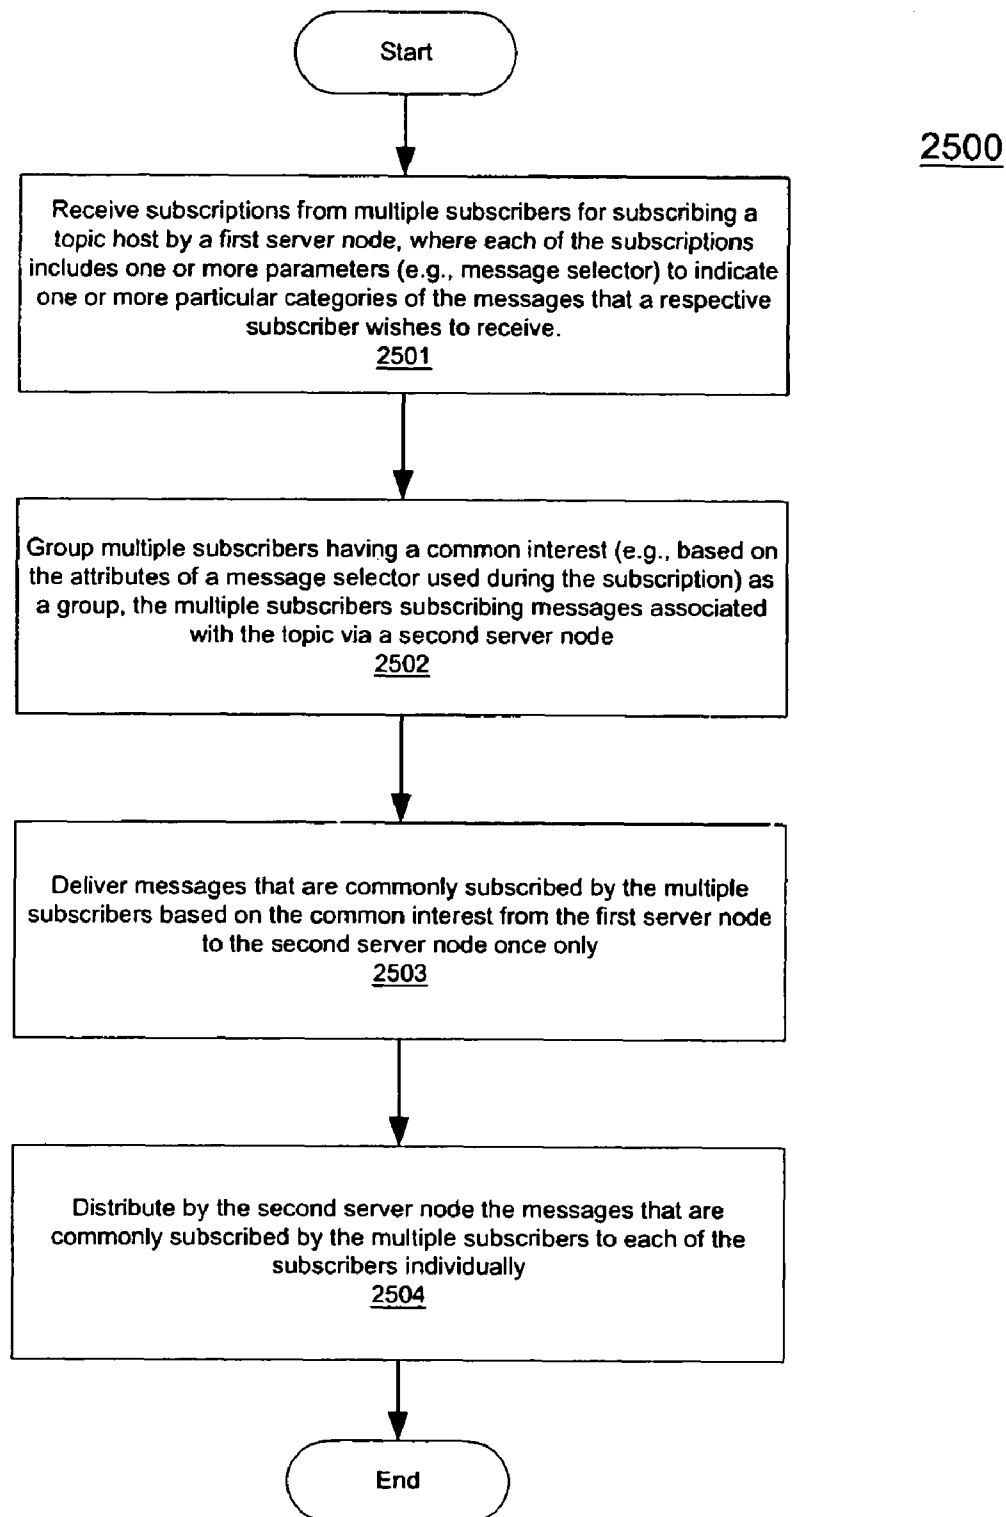 Start
2500
Receive subscriptions from multiple subscribers for subscribing a
topic host by a first server node, where each of the subscriptions
includes one or more parameters (e.g., message selector) to indicate
one or more particular categories of the messages that a respective
subscriber wishes to receive.
2501
Group multiple subscribers having a common interest (e.g., based on
the attributes of a message selector used during the subscription) as
a group, the multiple subscribers subscribing messages associated
with the topic via a second server node
2502
Deliver messages that are commonly subscribed by the multiple
subscribers based on the common interest from the first server node
to the second server node once only
2503
Distribute by the second server node the messages that are
commonly subscribed by the multiple subscribers to each of the
subscribers individually
2504
End